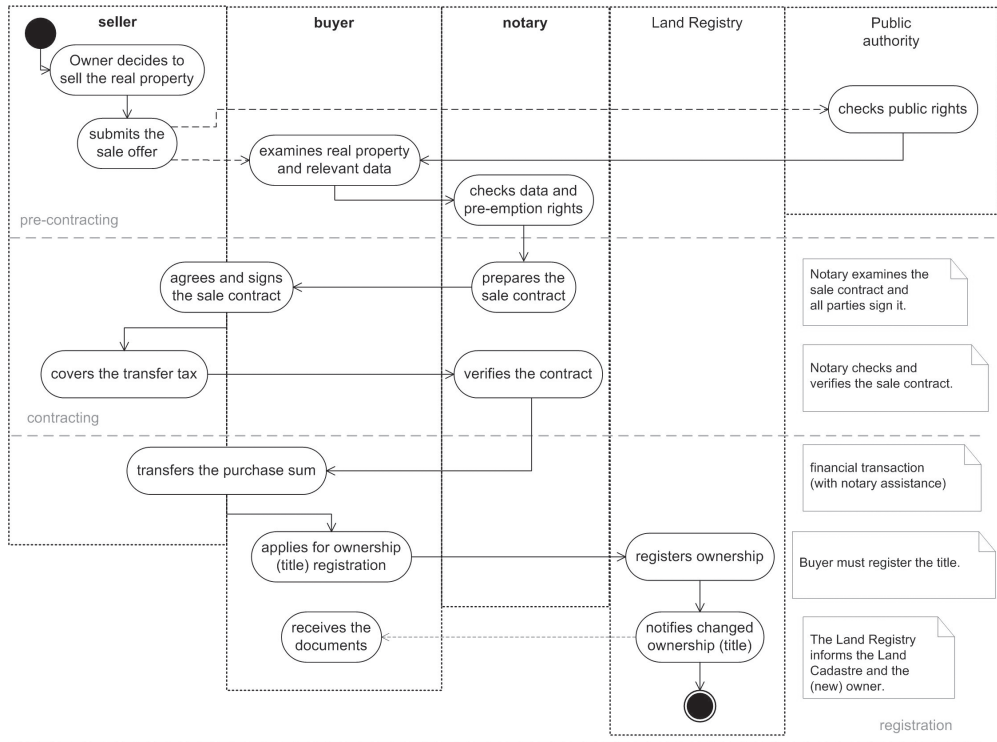 seller
buyer
notary
Land Registry
Public
authority
Owner decides to
sell the real property
submits the
sale offer
checks public rights
examines real property
and relevant data
checks data and
pre-emption rights
pre-contracting
agrees and signs
the sale contract
prepares the
sale contract
Notary examines the
sale contract and
all parties sign it.
covers the transfer tax
verifies the contract
Notary checks and
verifies the sale contract.
contracting
transfers the purchase sum
financial transaction
(with notary assistance)
applies for ownership
(title) registration
registers ownership
Buyer must register the title.
receives the
documents
notifies changed
ownership (title)
The Land Registry
informs the Land
Cadastre and the
(new) owner.
registration